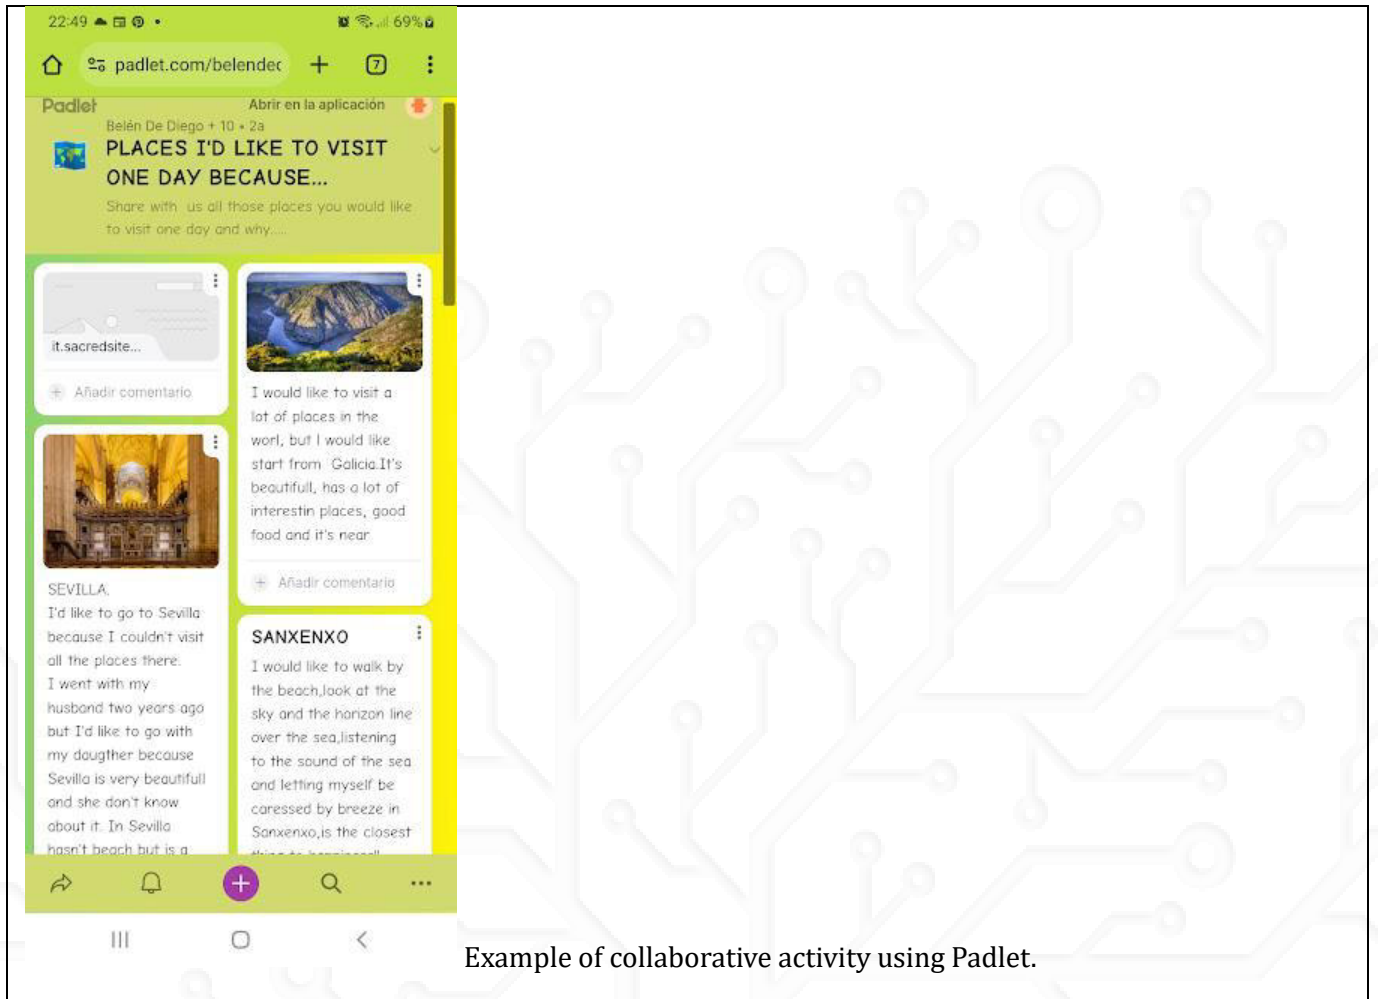 22:49
69%
padlet.com/belendec
7
Padlet
Abrir en la aplicación
Belén De Diego + 10 • 2a
PLACES I'D LIKE TO VISIT
ONE DAY BECAUSE...
Share with us all those places you would like
to visit one day and why....
it.sacredsite...
Añadir comentario
SEVILLA.
I'd like to go to Sevilla
because I couldn't visit
all the places there.
I went with my
husband two years ago
but I'd like to go with
my daugther because
Sevilla is very beautifull
and she don't know
about it. In Sevilla
hasn't beach but is a
I would like to visit a
lot of places in the
worl, but I would like
start from Galicia.It's
beautifull, has a lot of
interestin places, good
food and it's near
Añadir comentario
SANXENXO
I would like to walk by
the beach,look at the
sky and the horizon line
over the sea,listening
to the sound of the sea
and letting myself be
caressed by breeze in
Sanxenxo,is the closest
Example of collaborative activity using Padlet.